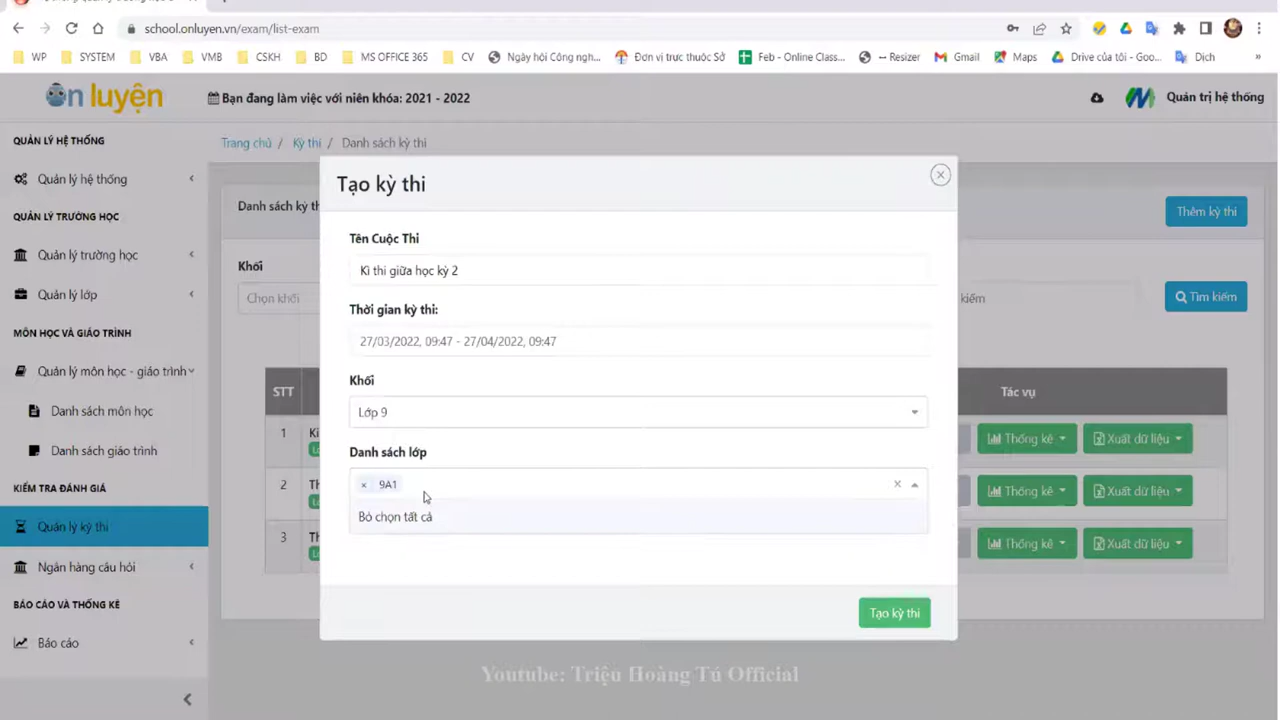 school.onluyen.vn/exam/list-exam
WP SYSTEM VBA VMB CSKH BD MS OFFICE 365 CV Ngày hội Công ngh... Đơn vị trực thuộc Sở Feb - Online Class... -- Resizer Gmail Maps Drive của tôi - Goo... Dịch »
Ôn luyện
Bạn đang làm việc với niên khóa: 2021 - 2022
Quản trị hệ thống
QUẢN LÝ HỆ THỐNG
Quản lý hệ thống
QUẢN LÝ TRƯỜNG HỌC
Quản lý trường học
Quản lý lớp
MÔN HỌC VÀ GIÁO TRÌNH
Quản lý môn học - giáo trình
Danh sách môn học
Danh sách giáo trình
KIỂM TRA ĐÁNH GIÁ
Quản lý kỳ thi
Ngân hàng câu hỏi
BÁO CÁO VÀ THỐNG KÊ
Báo cáo
Trang chủ / Kỳ thi / Danh sách kỳ thi
Danh sách kỳ th
Thêm kỳ thi
Khối
Chọn khối
kiếm
Tìm kiếm
STT
Tác vụ
1 Kì
Thống kê Xuất dữ liệu
2 Th
Thống kê Xuất dữ liệu
3 Th
Thống kê Xuất dữ liệu
Tạo kỳ thi
Tên Cuộc Thi
Kì thi giữa học kỳ 2
Thời gian kỳ thi:
27/03/2022, 09:47 - 27/04/2022, 09:47
Khối
Lớp 9
Danh sách lớp
× 9A1
Bỏ chọn tất cả
Tạo kỳ thi
Youtube: Triệu Hoàng Tú Official